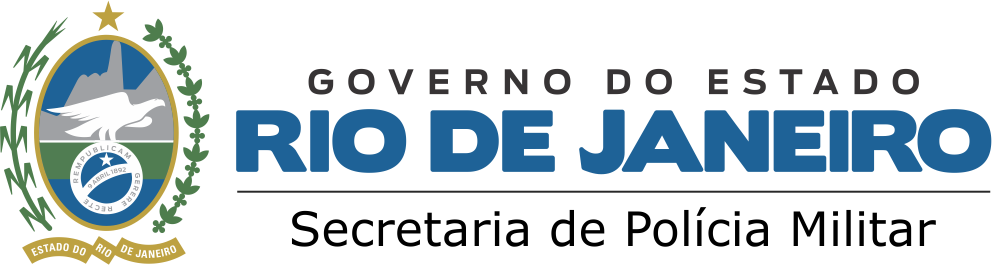 GOVERNO DO ESTADO
RIO DE JANEIRO
Secretaria de Polícia Militar
RECTE REMPUBLICAM GERERE
9 ABRIL 1892
ESTADO DO RIO DE JANEIRO